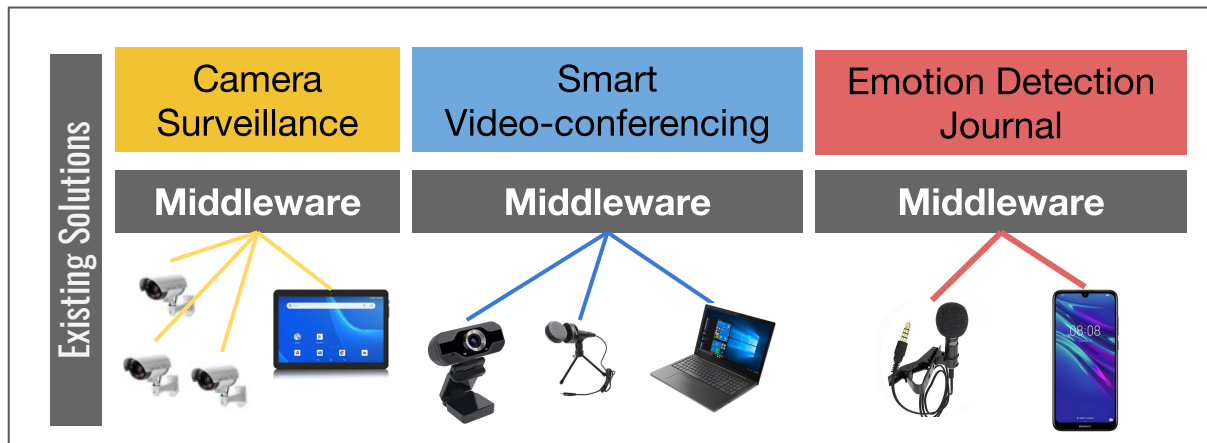 Existing Solutions
Camera
Surveillance
Smart
Video-conferencing
Emotion Detection
Journal
Middleware
Middleware
Middleware
08:08